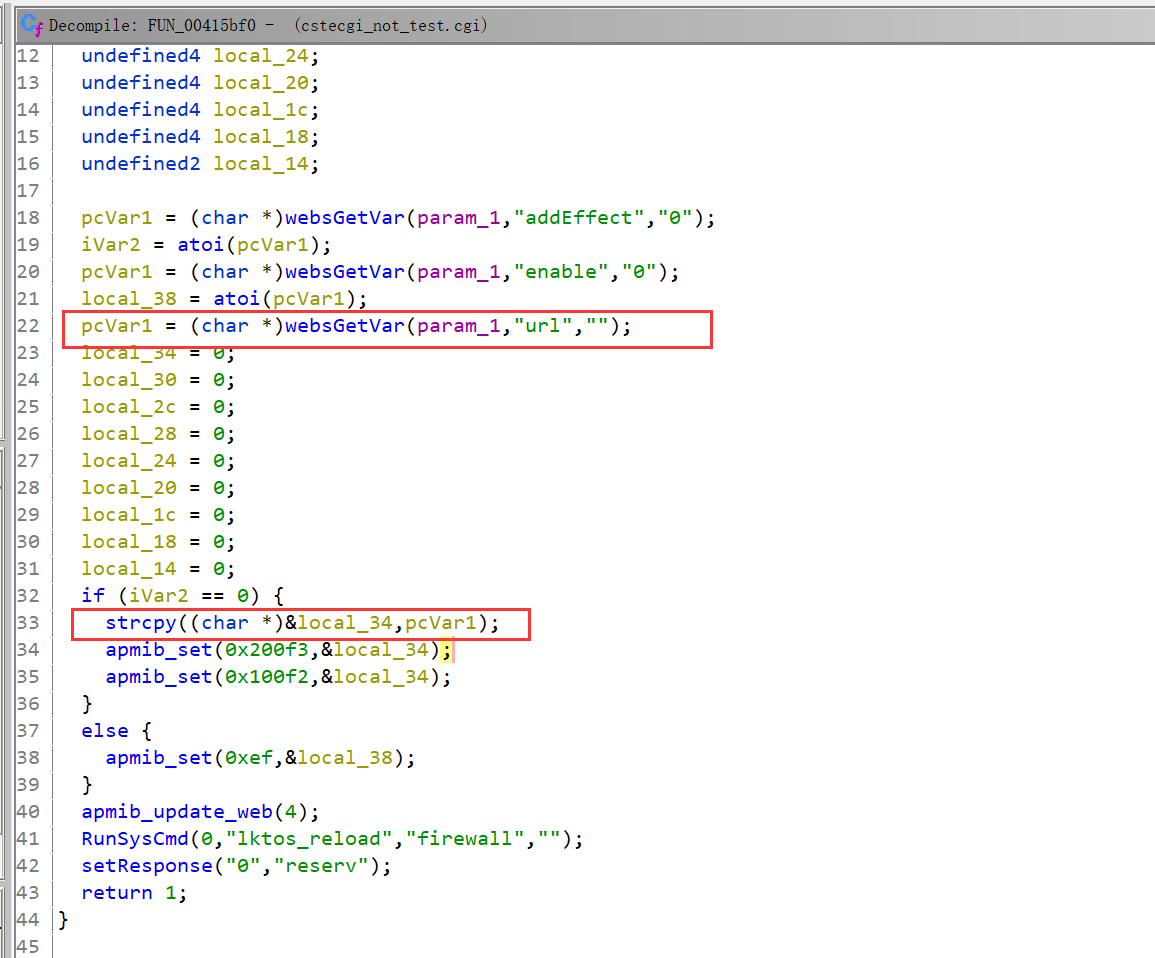 Decompile: FUN_00415bf0 - (cstecgi_not_test.cgi)
12 undefined4 local_24;
13 undefined4 local_20;
14 undefined4 local_1c;
15 undefined4 local_18;
16 undefined2 local_14;
17
18 pcVar1 = (char *)websGetVar(param_1,"addEffect","0");
19 iVar2 = atoi(pcVar1);
20 pcVar1 = (char *)websGetVar(param_1,"enable","0");
21 local_38 = atoi(pcVar1);
22 pcVar1 = (char *)websGetVar(param_1,"url","");
23 local_34 = 0;
24 local_30 = 0;
25 local_2c = 0;
26 local_28 = 0;
27 local_24 = 0;
28 local_20 = 0;
29 local_1c = 0;
30 local_18 = 0;
31 local_14 = 0;
32 if (iVar2 == 0) {
33 strcpy((char *)&local_34,pcVar1);
34 apmib_set(0x200f3,&local_34);
35 apmib_set(0x100f2,&local_34);
36 }
37 else {
38 apmib_set(0xef,&local_38);
39 }
40 apmib_update_web(4);
41 RunSysCmd(0,"lktos_reload","firewall","");
42 setResponse("0","reserv");
43 return 1;
44 }
45